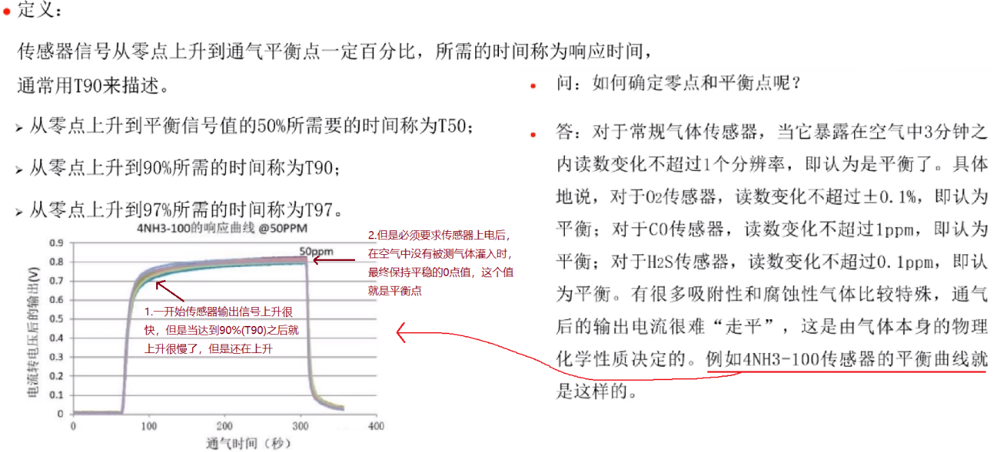 • 定义：
传感器信号从零点上升到通气平衡点一定百分比，所需的时间称为响应时间，
通常用T90来描述。
➢ 从零点上升到平衡信号值的50%所需要的时间称为T50；
➢ 从零点上升到90%所需的时间称为T90；
➢ 从零点上升到97%所需的时间称为T97。
4NH3-100的响应曲线 @50PPM
电流转电压后的输出(V)
0.9
0.8
0.7
0.6
0.5
0.4
0.3
0.2
0.1
0
0 100 200 300 400
通气时间（秒）
50ppm
1.一开始传感器输出信号上升很
快，但是当达到90%(T90)之后就
上升很慢了，但是还在上升
2.但是必须要求传感器上电后，
在空气中没有被测气体灌入时，
最终保持平稳的0点值，这个值
就是平衡点
• 问：如何确定零点和平衡点呢？
• 答：对于常规气体传感器，当它暴露在空气中3分钟之
内读数变化不超过1个分辨率，即认为是平衡了。具体
地说，对于O2传感器，读数变化不超过±0.1%，即认为
平衡；对于CO传感器，读数变化不超过1ppm，即认为
平衡；对于H2S传感器，读数变化不超过0.1ppm，即认
为平衡。有很多吸附性和腐蚀性气体比较特殊，通气
后的输出电流很难“走平”，这是由气体本身的物理
化学性质决定的。例如4NH3-100传感器的平衡曲线就
是这样的。